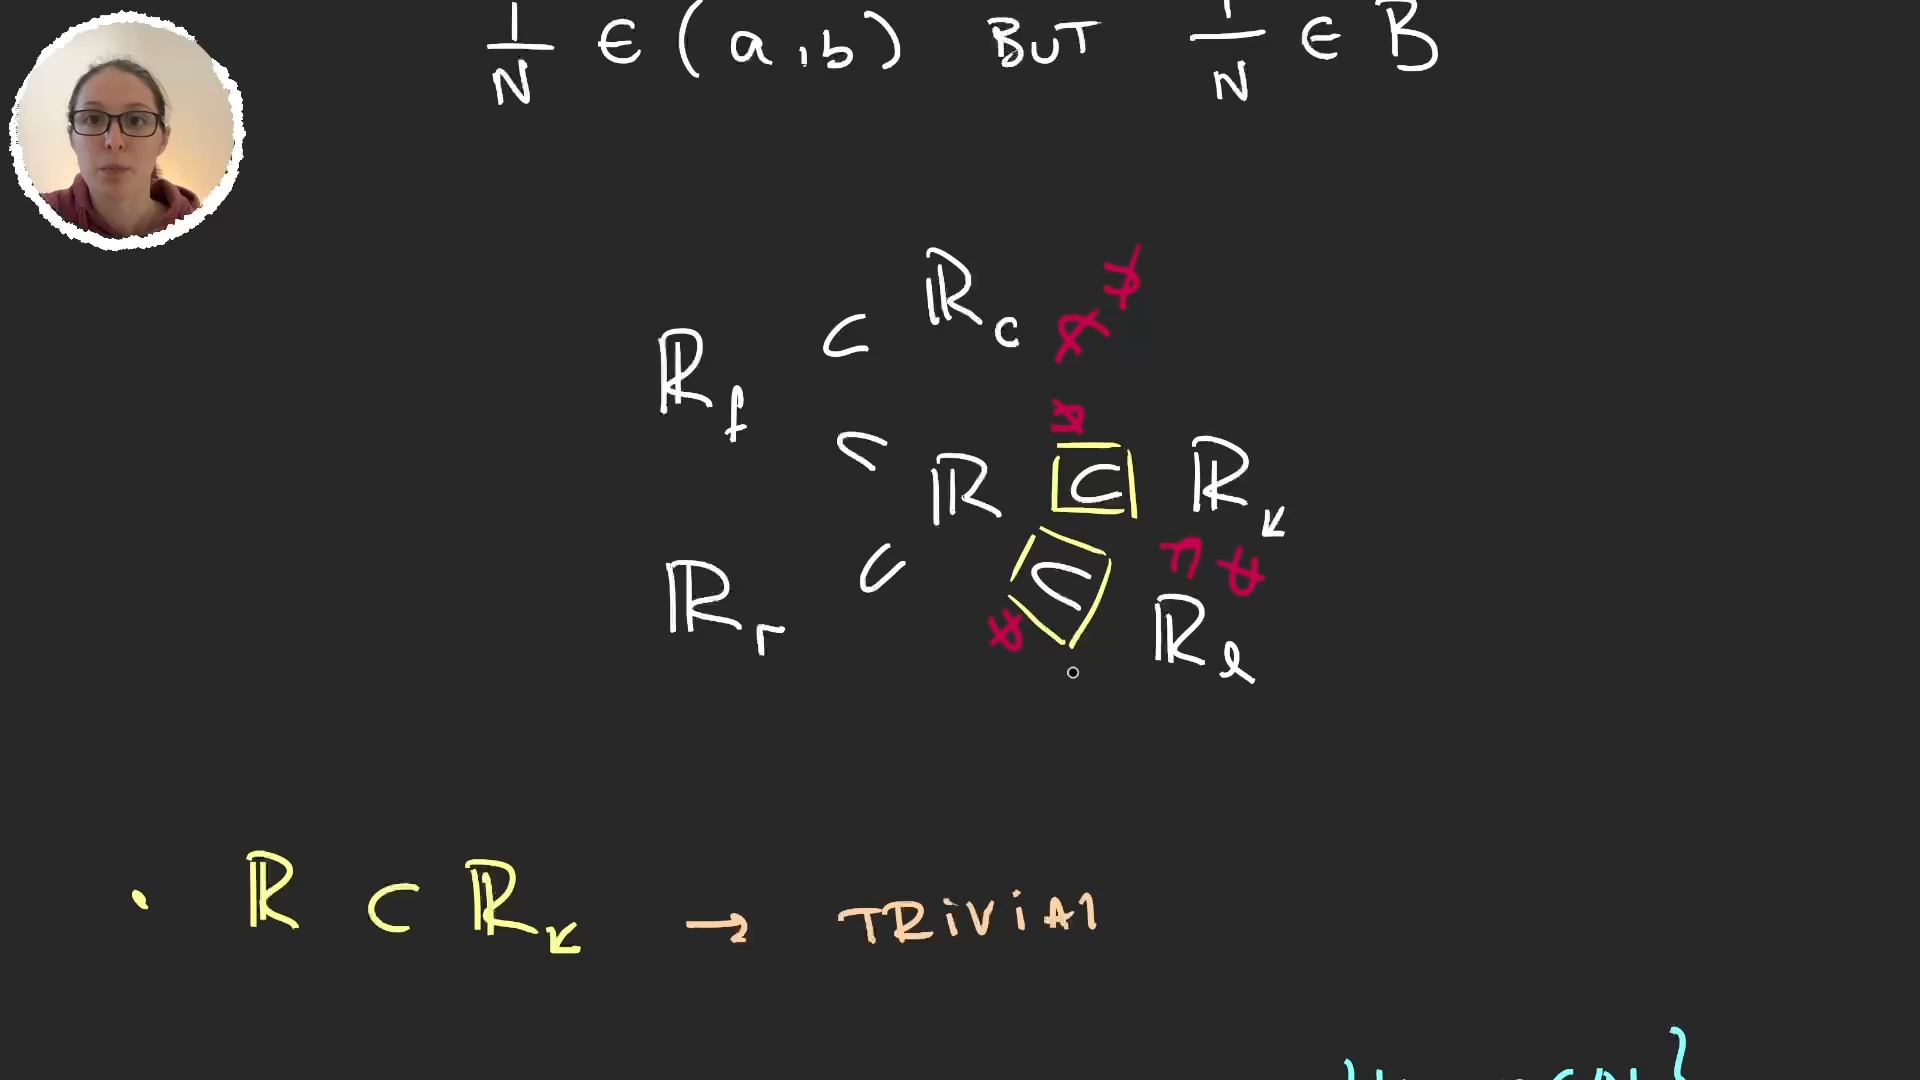 1/N ∈ (a,b) BUT 1/N ∈ B
ℝ_f ⊂ ℝ_c
⊂ ℝ ⊂ ℝ_K
ℝ_r ⊂ ⊂ ℝ_ℓ
• ℝ ⊂ ℝ_K → TRiViAl